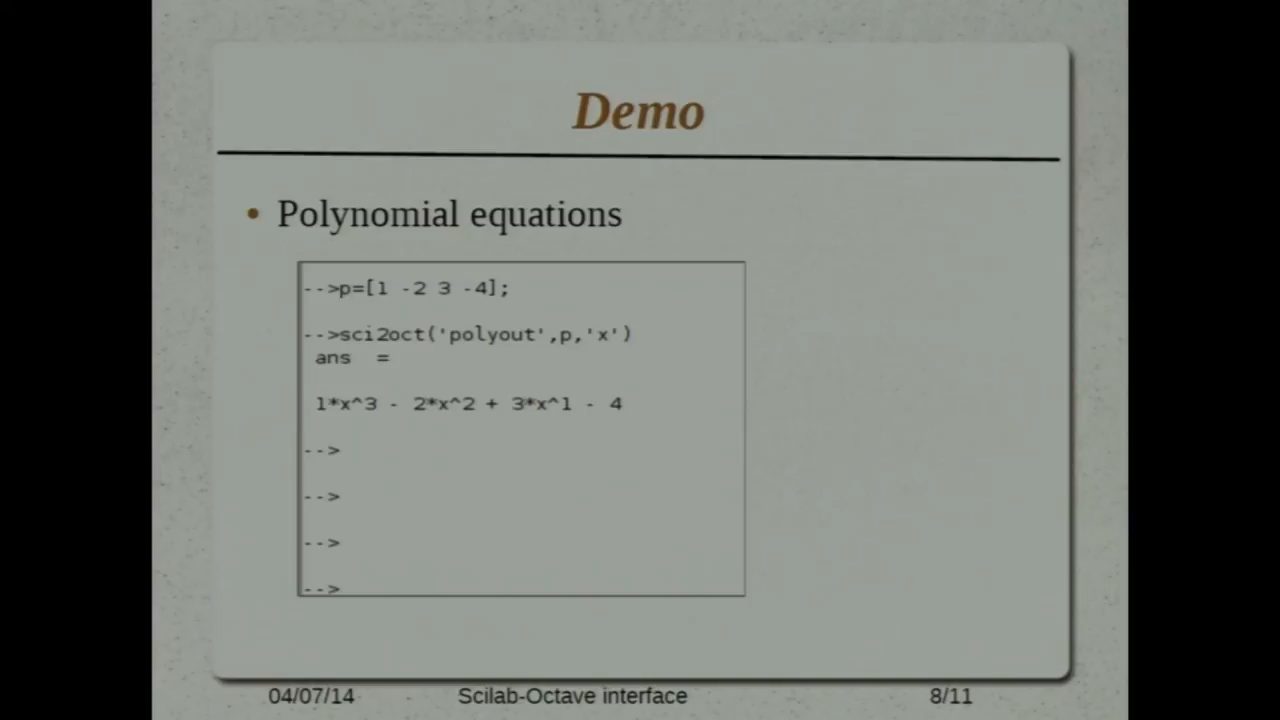 Demo
• Polynomial equations
-->p=[1 -2 3 -4];
-->sci2oct('polyout',p,'x')
ans =
1*x^3 - 2*x^2 + 3*x^1 - 4
-->
-->
-->
-->
04/07/14 Scilab-Octave interface 8/11